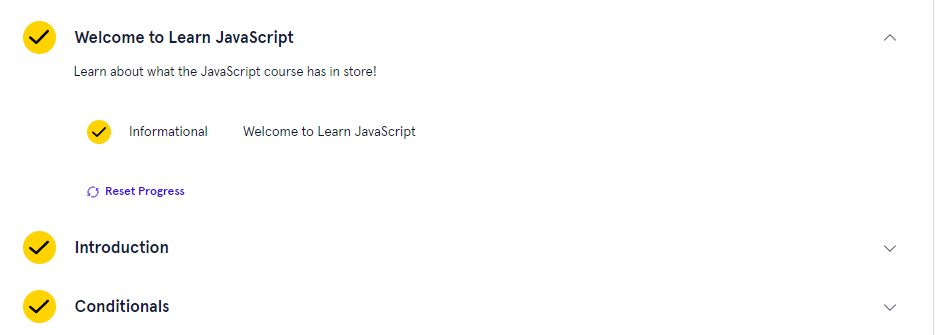 Welcome to Learn JavaScript
Learn about what the JavaScript course has in store!
Informational Welcome to Learn JavaScript
Reset Progress
Introduction
Conditionals